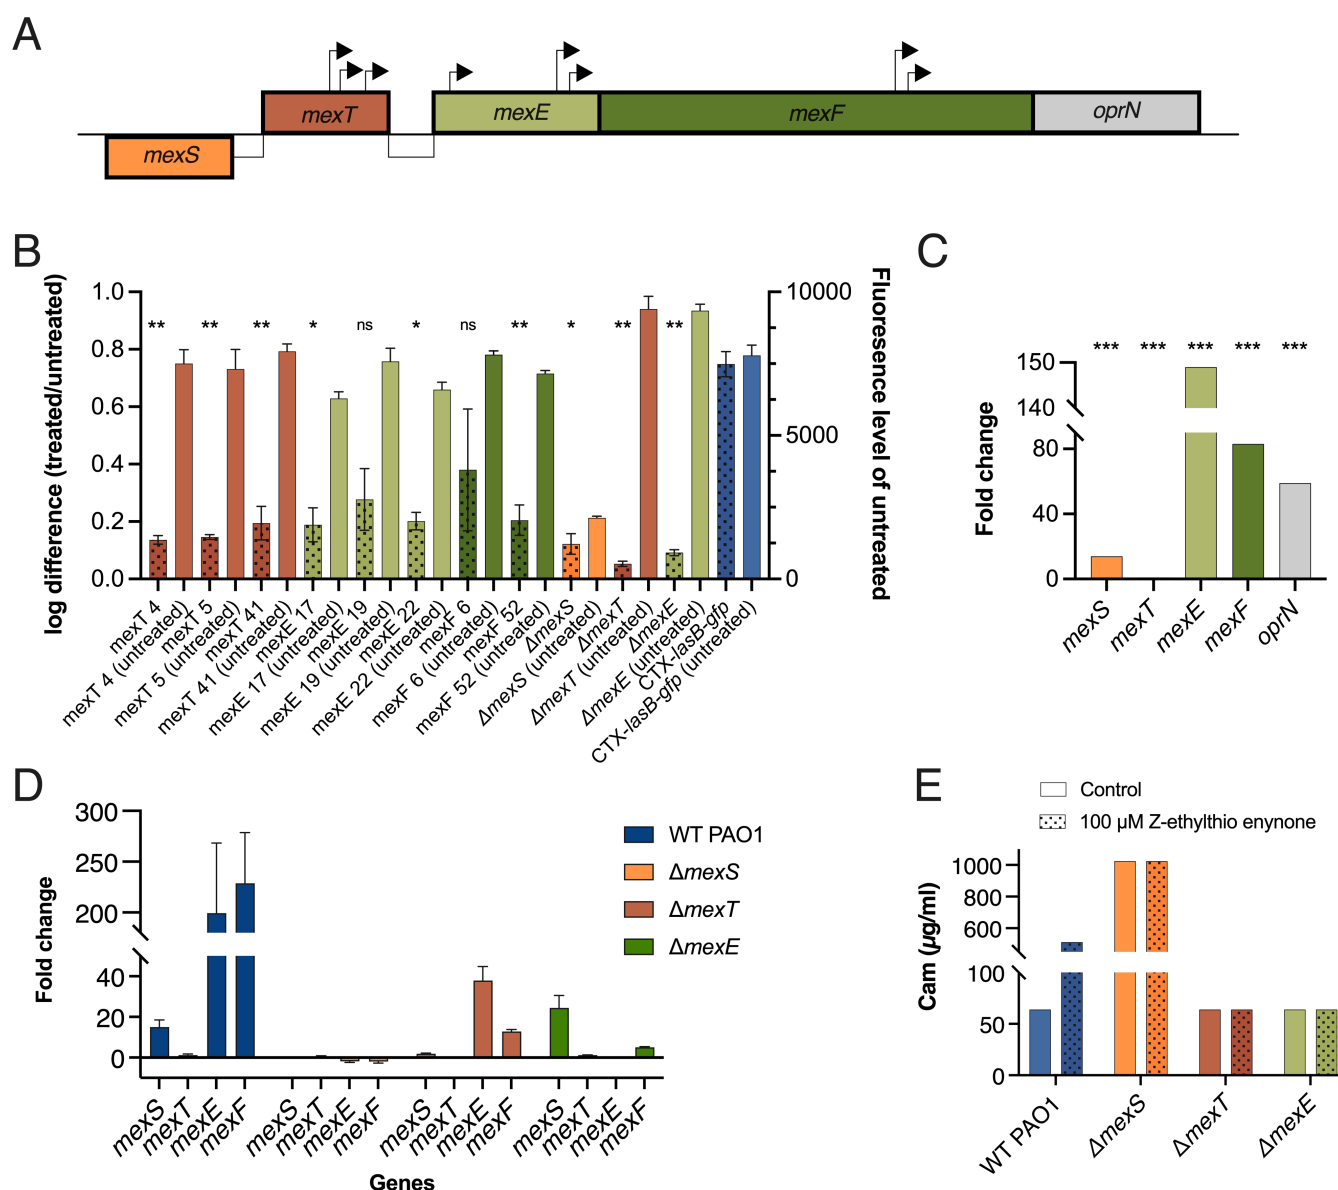 A
mexS
mexT
mexE
mexF
oprN
B
log difference (treated/untreated)
1.0
0.8
0.6
0.4
0.2
0.0
** ** ** * ns * ns ** * ** **
10000
5000
0
Fluoresence level of untreated
mexT 4
mexT 4 (untreated)
mexT 5
mexT 5 (untreated)
mexT 41
mexT 41 (untreated)
mexE 17
mexE 17 (untreated)
mexE 19
mexE 19 (untreated)
mexE 22
mexE 22 (untreated)
mexF 6
mexF 6 (untreated)
mexF 52
mexF 52 (untreated)
ΔmexS
ΔmexS (untreated)
ΔmexT
ΔmexT (untreated)
ΔmexE
ΔmexE (untreated)
CTX-lasB-gfp
CTX-lasB-gfp (untreated)
C
Fold change
150
140
80
40
0
*** *** *** *** ***
mexS
mexT
mexE
mexF
oprN
D
Fold change
300
250
200
40
20
0
WT PAO1
ΔmexS
ΔmexT
ΔmexE
mexS
mexT
mexE
mexF
mexS
mexT
mexE
mexF
mexS
mexT
mexE
mexF
mexS
mexT
mexE
mexF
Genes
E
Control
100 μM Z-ethylthio enynone
Cam (μg/ml)
1000
800
600
100
50
0
WT PAO1
ΔmexS
ΔmexT
ΔmexE